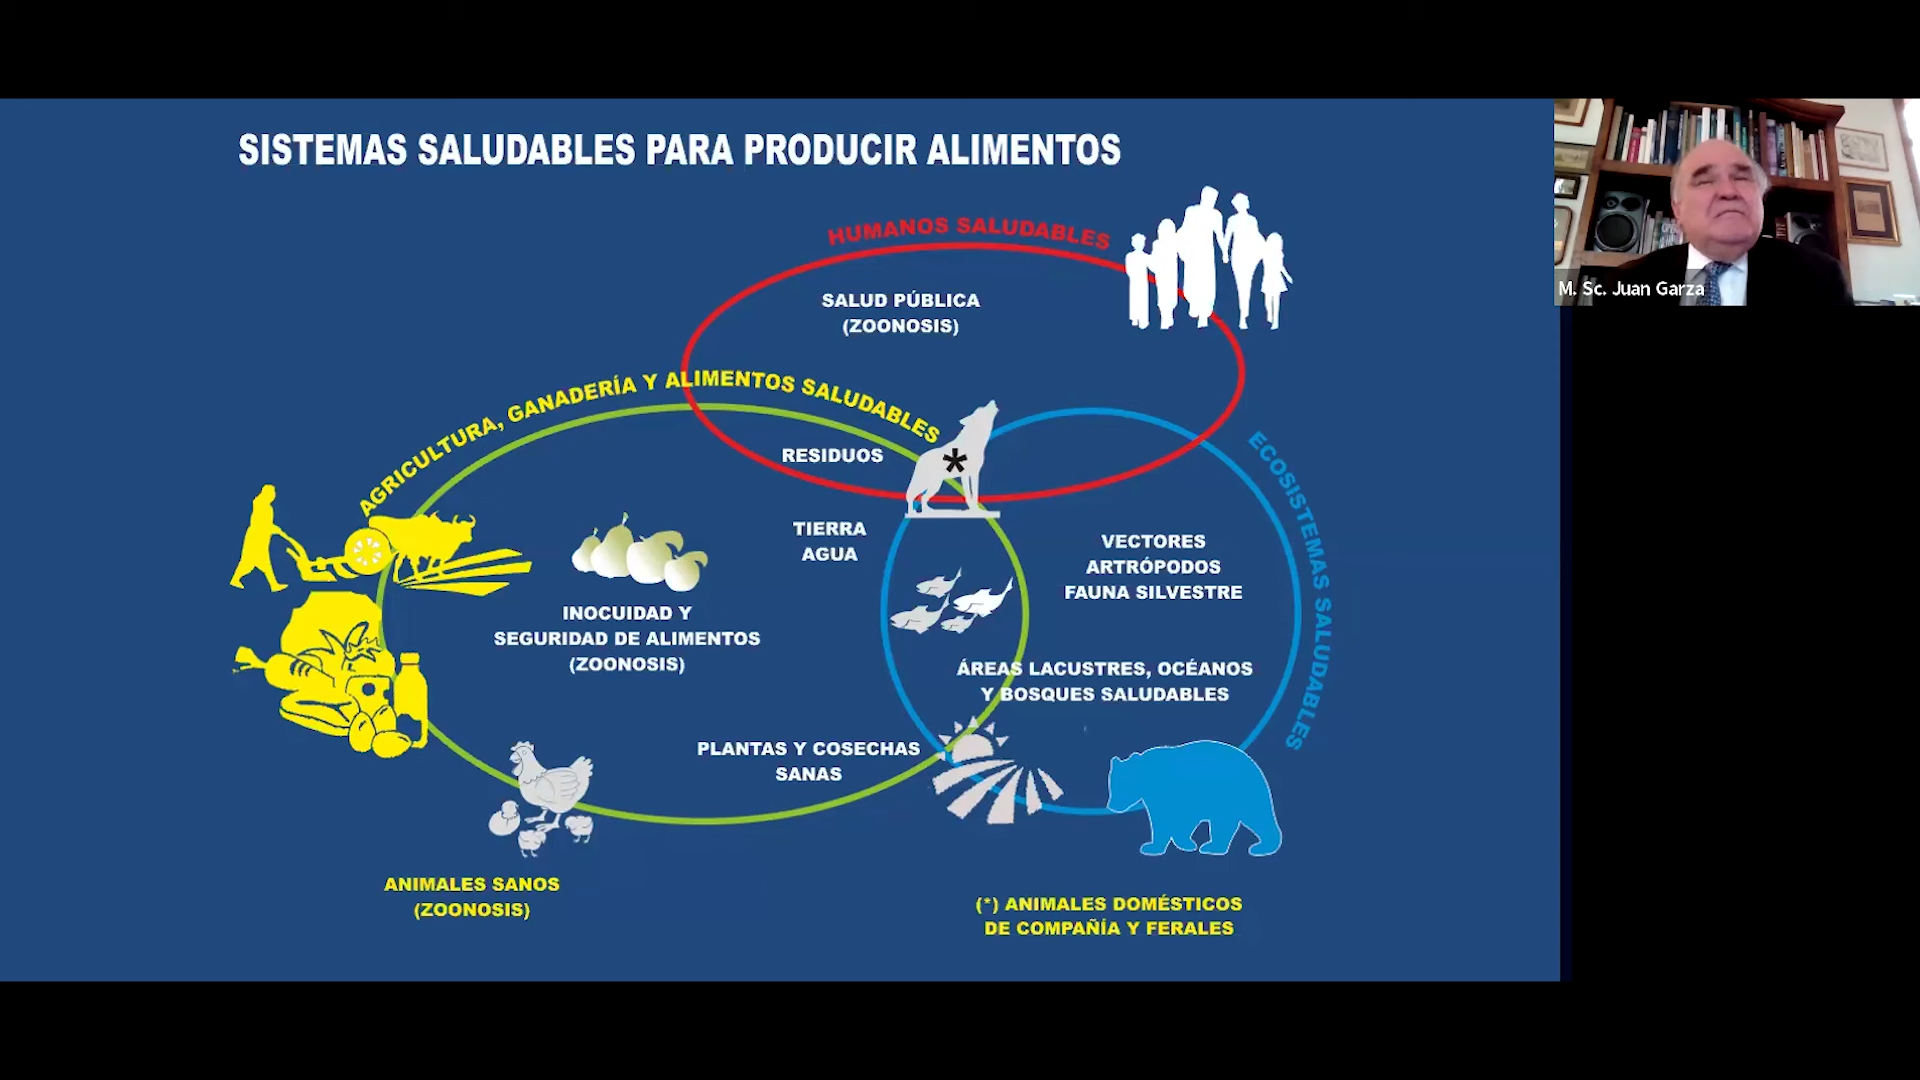 SISTEMAS SALUDABLES PARA PRODUCIR ALIMENTOS
M. Sc. Juan Garza
HUMANOS SALUDABLES
SALUD PÚBLICA
(ZOONOSIS)
AGRICULTURA, GANADERÍA Y ALIMENTOS SALUDABLES
ECOSISTEMAS SALUDABLES
RESIDUOS
*
TIERRA
AGUA
VECTORES
ARTRÓPODOS
FAUNA SILVESTRE
INOCUIDAD Y
SEGURIDAD DE ALIMENTOS
(ZOONOSIS)
ÁREAS LACUSTRES, OCÉANOS
Y BOSQUES SALUDABLES
PLANTAS Y COSECHAS
SANAS
ANIMALES SANOS
(ZOONOSIS)
(*) ANIMALES DOMÉSTICOS
DE COMPAÑÍA Y FERALES